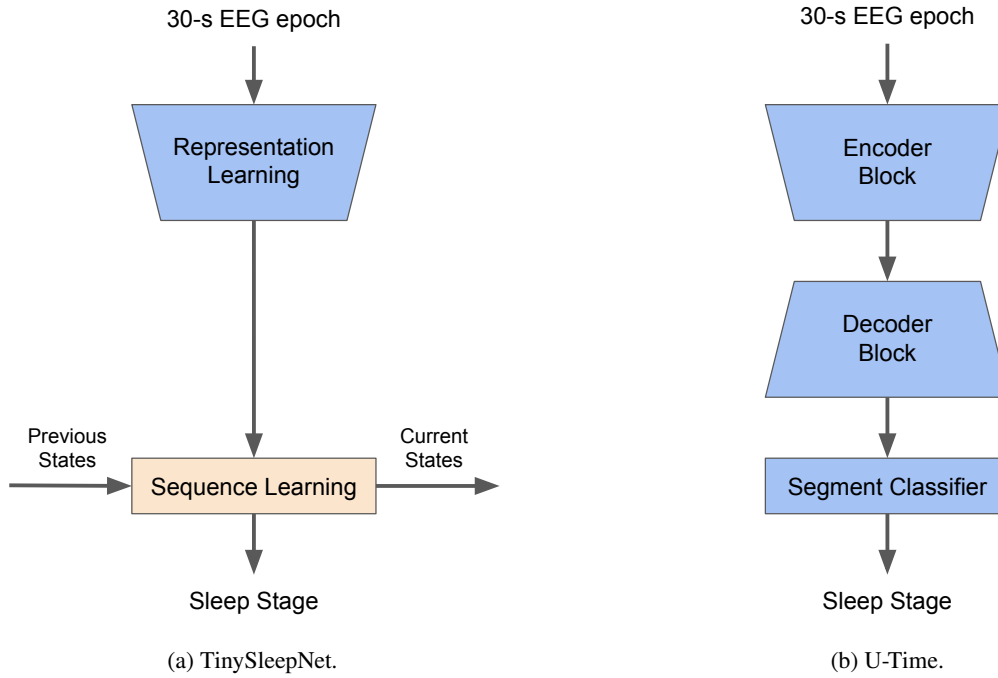 30-s EEG epoch
Representation
Learning
Previous
States
Sequence Learning
Current
States
Sleep Stage
(a) TinySleepNet.
30-s EEG epoch
Encoder
Block
Decoder
Block
Segment Classifier
Sleep Stage
(b) U-Time.